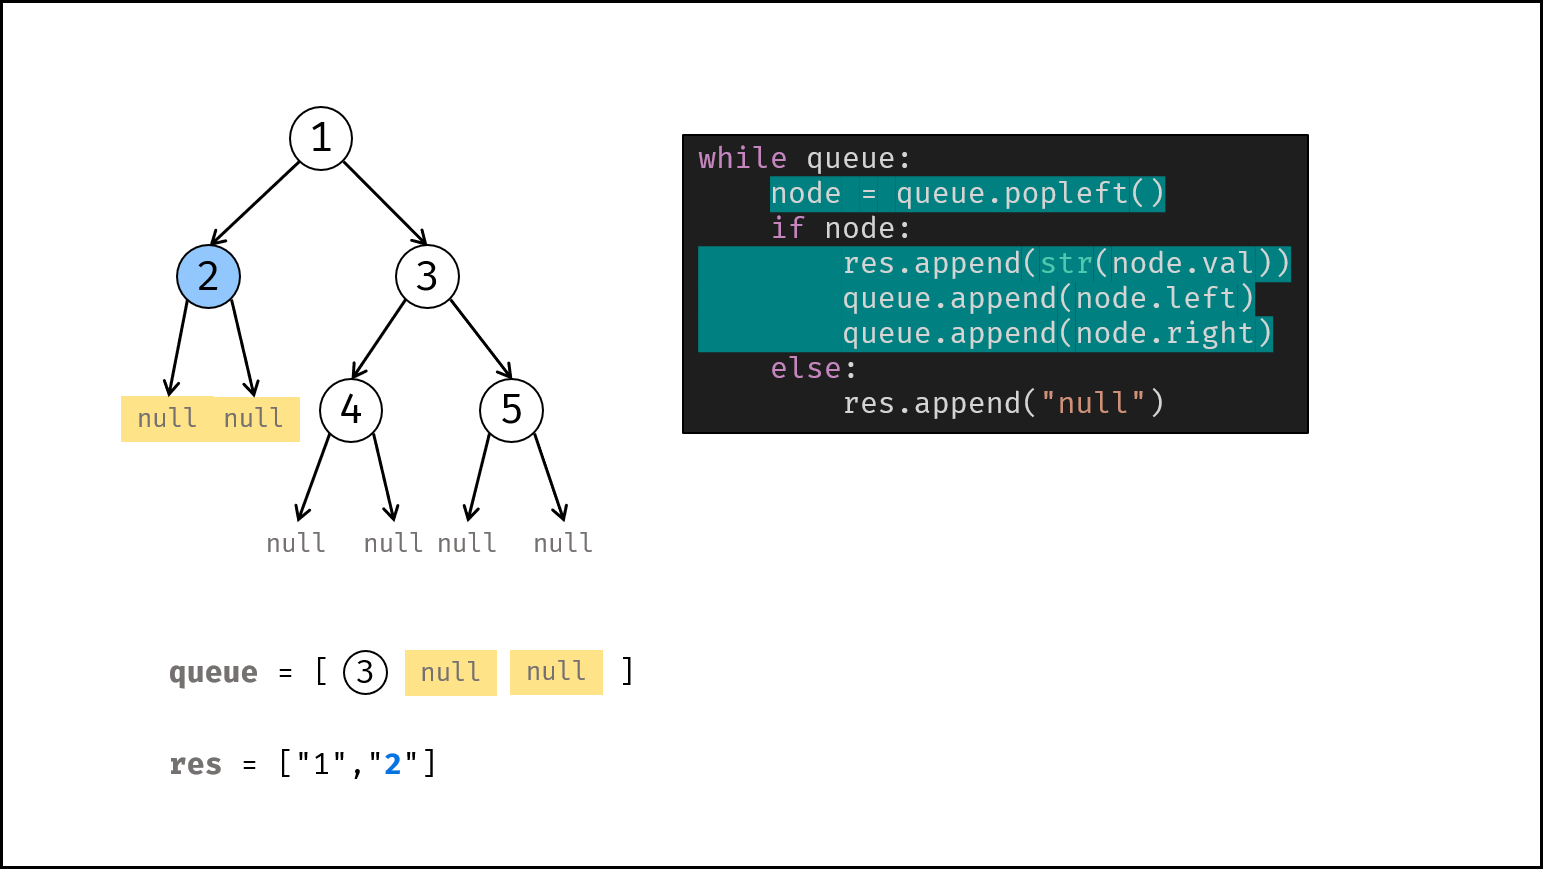 1
2 3
null null 4 5
null null null null
while queue:
    node = queue.popleft()
    if node:
        res.append(str(node.val))
        queue.append(node.left)
        queue.append(node.right)
    else:
        res.append("null")
queue = [ 3 null null ]
res = ["1","2"]